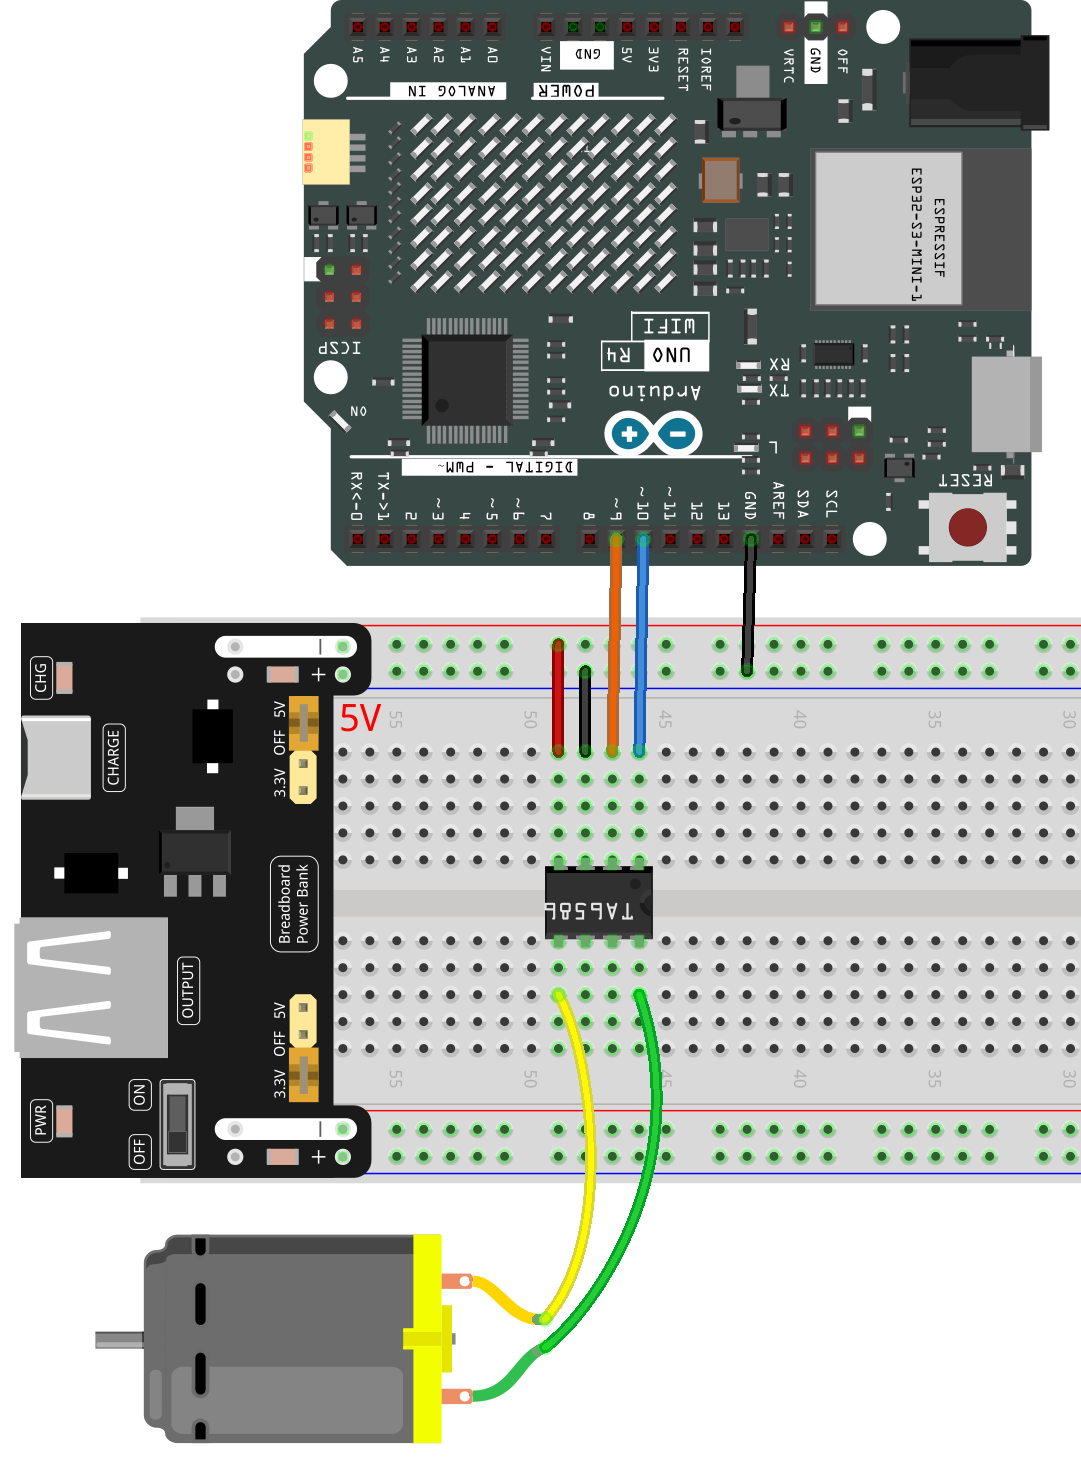 A5 A4 A3 A2 A1 A0 VIN GND 5V 3V3 RESET IOREF VRTC GND OFF
ANALOG IN POWER
ESPRESSIF
ESP32-S3-MINI-1
ICSP
WIFI
UNO R4
Arduino
RX
TX
ON
L
DIGITAL - PWM~
RESET
RX<-0 TX->1 2 ~3 4 ~5 ~6 7 8 ~9 ~10 ~11 12 13 GND AREF SDA SCL
CHG
5V
OFF
3.3V
5V
CHARGE
55 50 45 40 35 30
Breadboard
Power Bank
TA6586
OUTPUT
5V
OFF
3.3V
ON
OFF
PWR
55 50 45 40 35 30